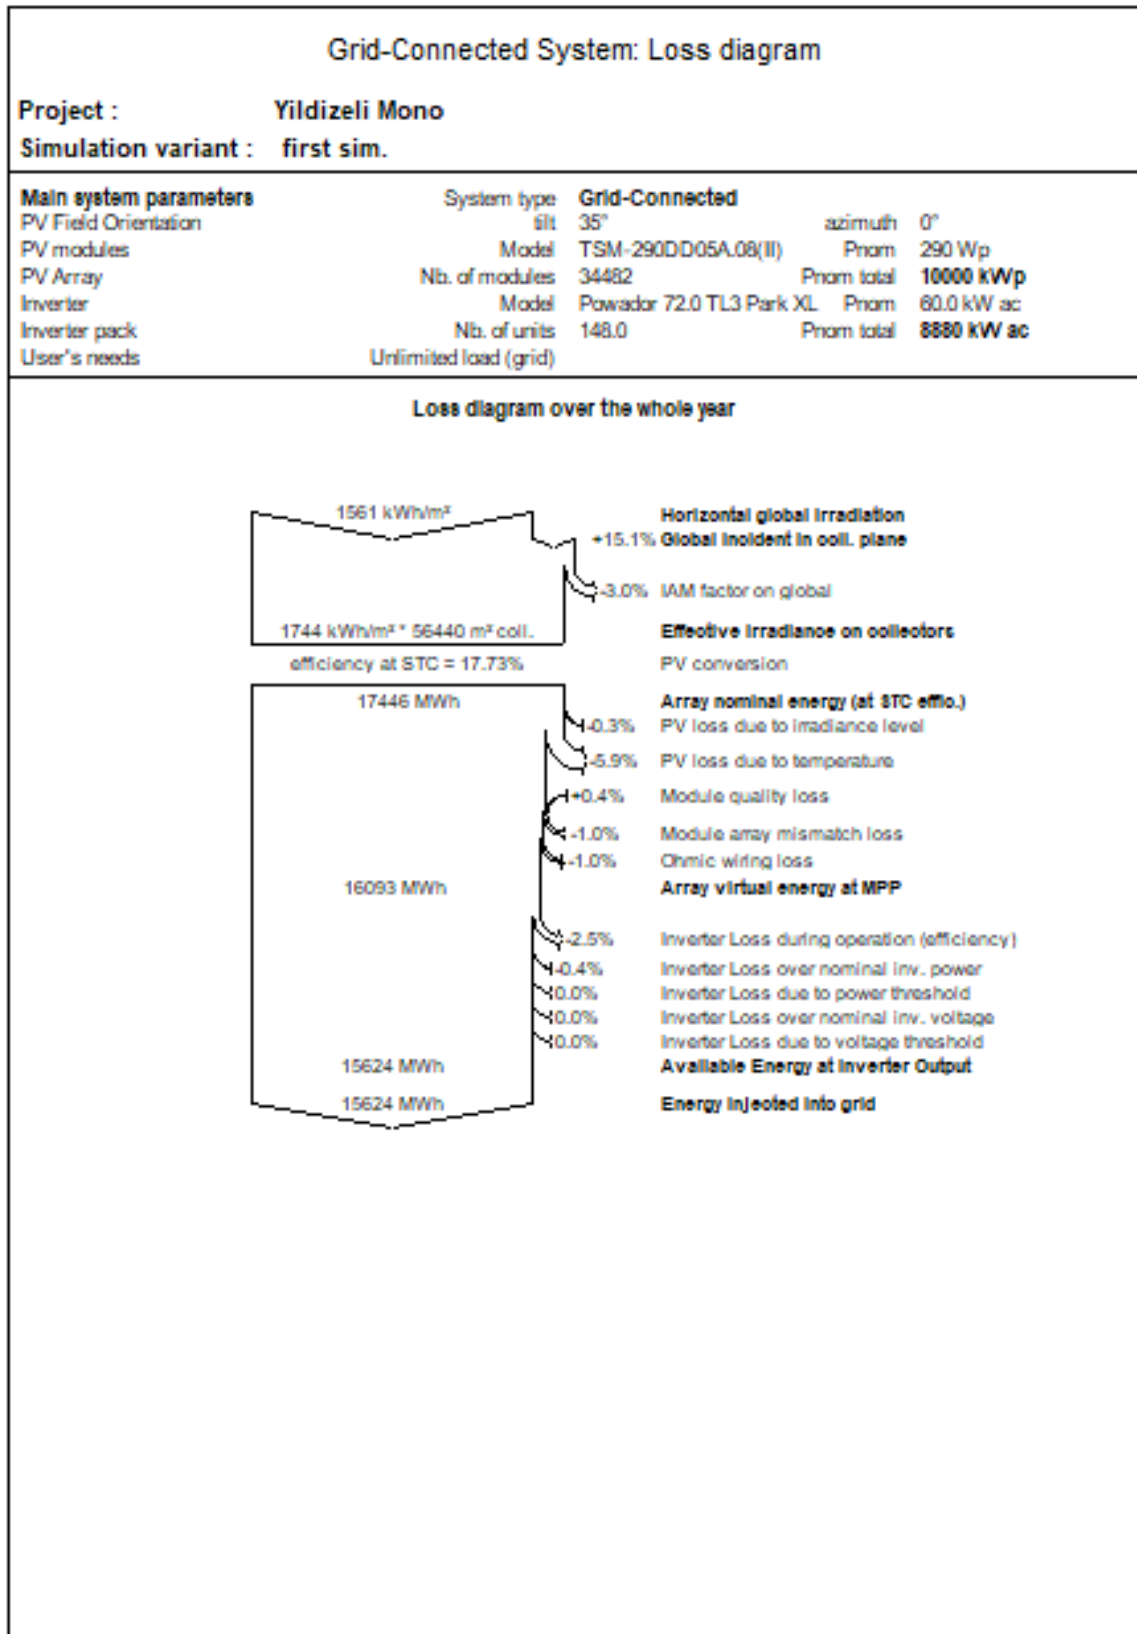 Grid-Connected System: Loss diagram
Project : Yildizeli Mono
Simulation variant : first sim.
Main system parameters System type Grid-Connected
PV Field Orientation tilt 35° azimuth 0°
PV modules Model TSM-290DD05A.08(II) Pnom 290 Wp
PV Array Nb. of modules 34482 Pnom total 10000 kWp
Inverter Model Powador 72.0 TL3 Park XL Pnom 60.0 kW ac
Inverter pack Nb. of units 148.0 Pnom total 8880 kW ac
User's needs Unlimited load (grid)
Loss diagram over the whole year
1561 kWh/m² Horizontal global irradiation
+15.1% Global incident in coll. plane
-3.0% IAM factor on global
1744 kWh/m² * 56440 m² coll. Effective irradiance on collectors
efficiency at STC = 17.73% PV conversion
17446 MWh Array nominal energy (at STC effic.)
-0.3% PV loss due to irradiance level
-5.9% PV loss due to temperature
+0.4% Module quality loss
-1.0% Module array mismatch loss
-1.0% Ohmic wiring loss
16093 MWh Array virtual energy at MPP
-2.5% Inverter Loss during operation (efficiency)
-0.4% Inverter Loss over nominal inv. power
0.0% Inverter Loss due to power threshold
0.0% Inverter Loss over nominal inv. voltage
0.0% Inverter Loss due to voltage threshold
15624 MWh Available Energy at Inverter Output
15624 MWh Energy injected into grid